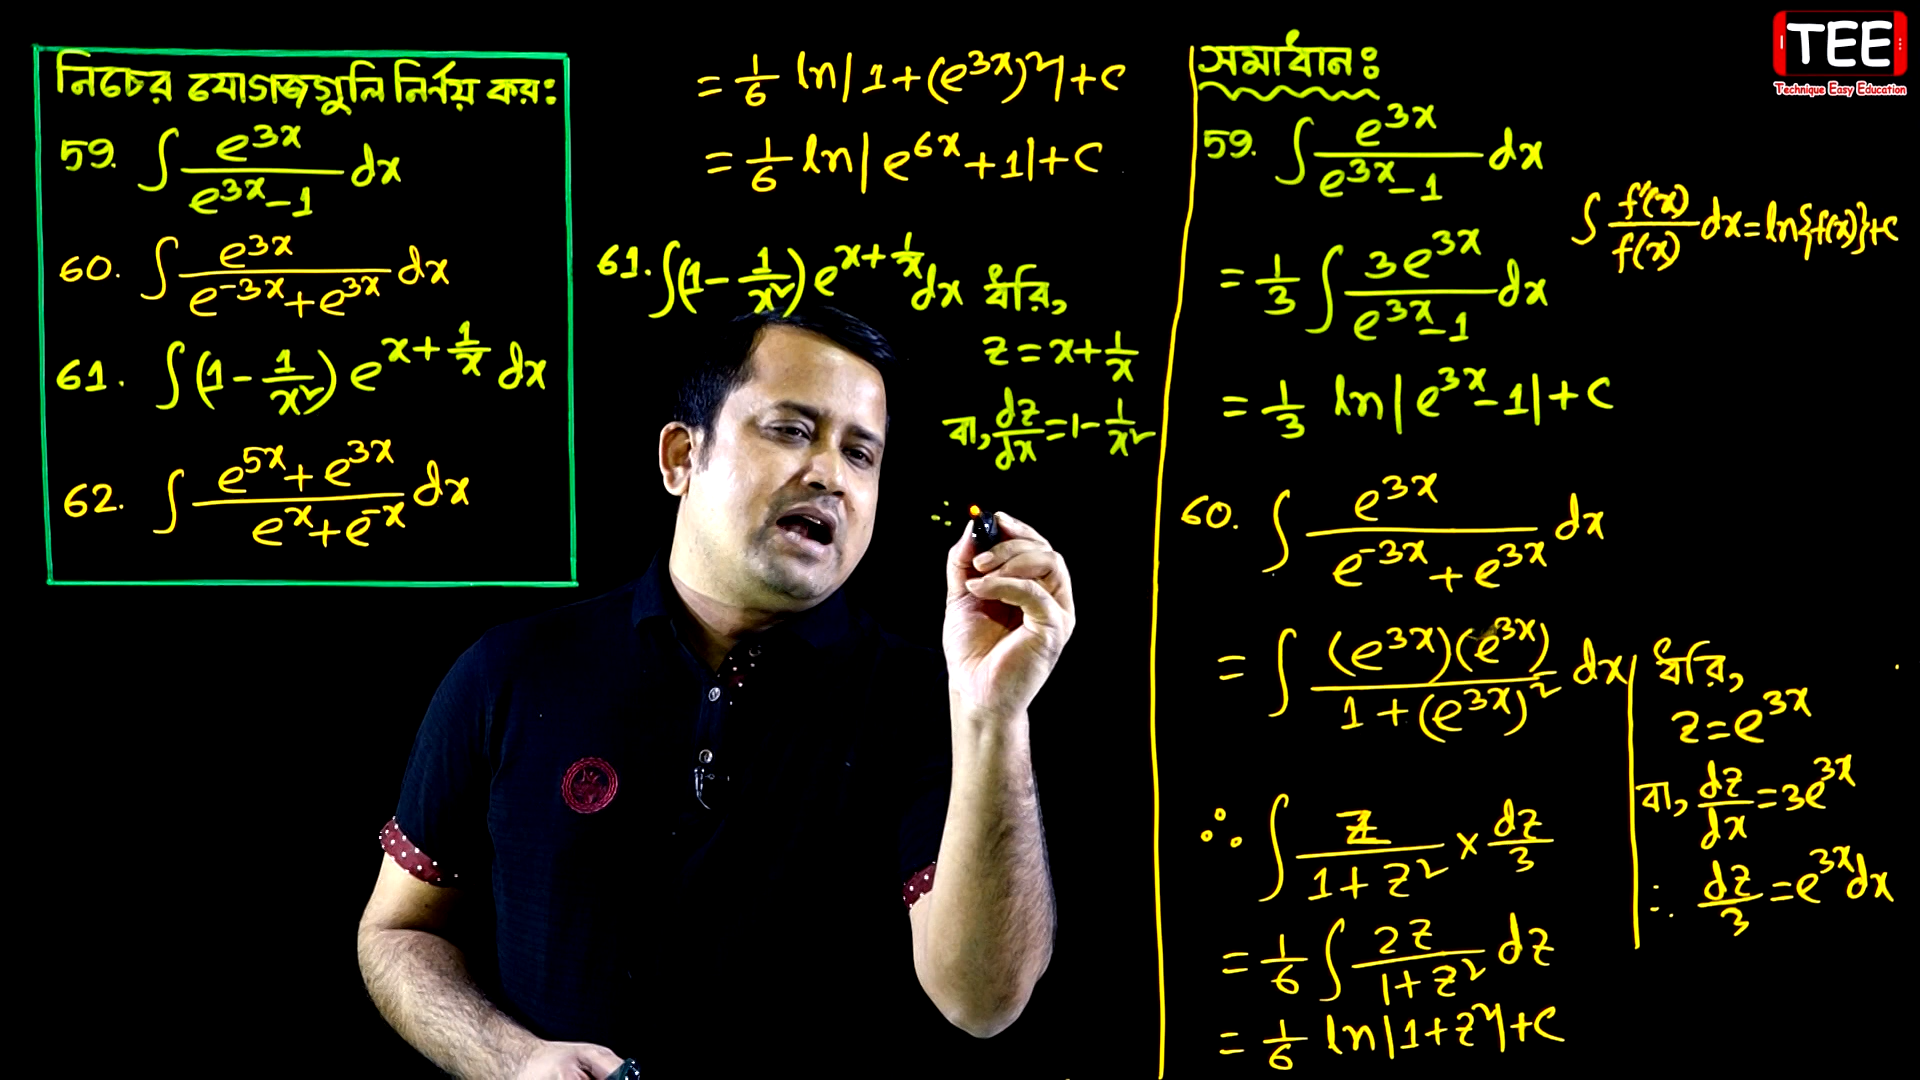 নিচের যোগজগুলি নির্ণয় কর:
59. ∫ e^{3x}/(e^{3x}-1) dx
60. ∫ e^{3x}/(e^{-3x}+e^{3x}) dx
61. ∫(1-1/x²) e^{x+1/x} dx
62. ∫ (e^{5x}+e^{3x})/(e^x+e^{-x}) dx
= 1/6 ln|1+(e^{3x})²|+c
= 1/6 ln|e^{6x}+1|+c
61. ∫(1-1/x²) e^{x+1/x} dx ধরি,
z=x+1/x
বা, dz/dx=1-1/x²
∴
সমাধান:
59. ∫ e^{3x}/(e^{3x}-1) dx
= 1/3 ∫ 3e^{3x}/(e^{3x}-1) dx
= 1/3 ln|e^{3x}-1|+c
∫ f'(x)/f(x) dx=ln{f(x)}+c
60. ∫ e^{3x}/(e^{-3x}+e^{3x}) dx
= ∫ (e^{3x})(e^{3x})/(1+(e^{3x})²) dx
∴ ∫ z/(1+z²) × dz/3
= 1/6 ∫ 2z/(1+z²) dz
= 1/6 ln|1+z²|+c
ধরি,
z=e^{3x}
বা, dz/dx=3e^{3x}
∴ dz/3=e^{3x}dx
TEE
Technique Easy Education